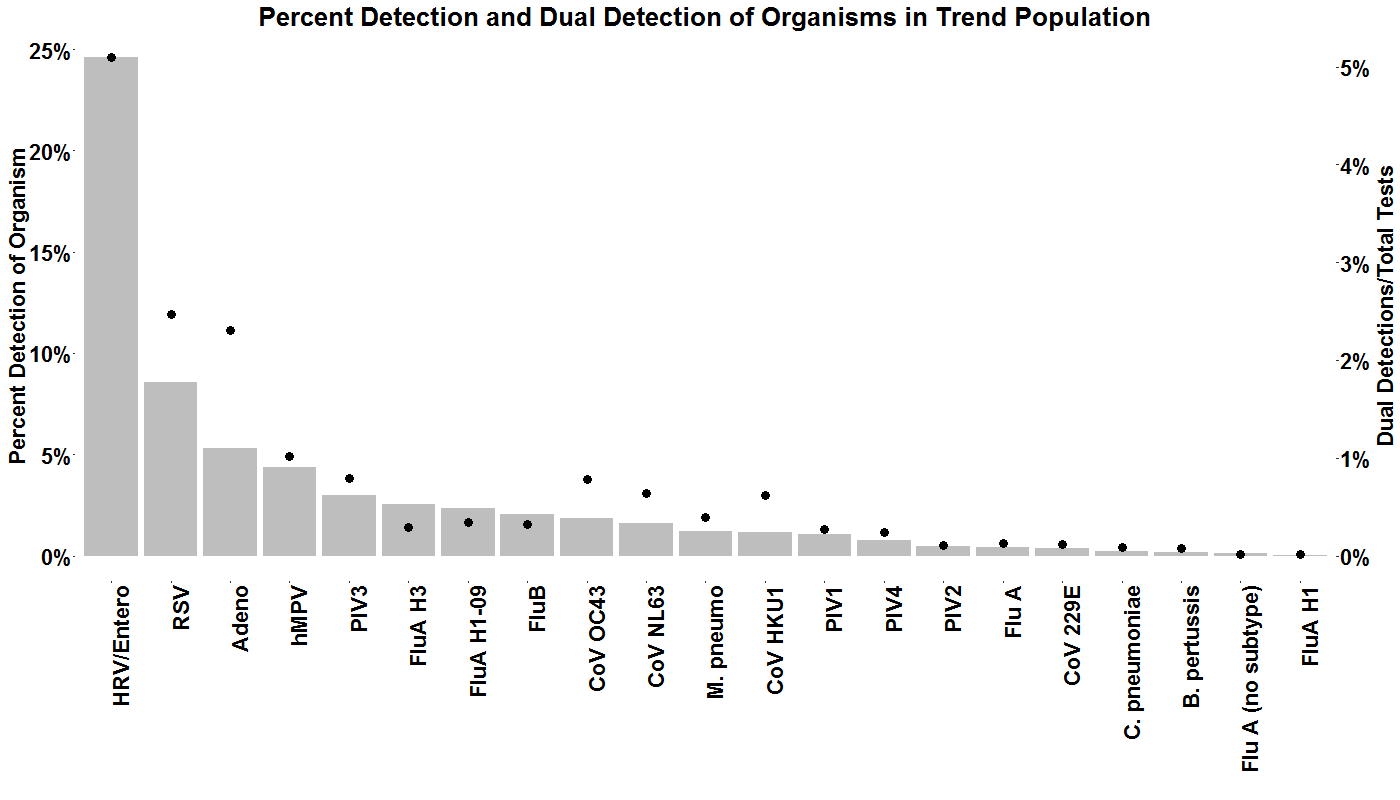 Percent Detection and Dual Detection of Organisms in Trend Population
Percent Detection of Organism
25%
20%
15%
10%
5%
0%
5%
4%
3%
2%
1%
0%
Dual Detections/Total Tests
HRV/Entero
RSV
Adeno
hMPV
PIV3
FluA H3
FluA H1-09
FluB
CoV OC43
CoV NL63
M. pneumo
CoV HKU1
PIV1
PIV4
PIV2
Flu A
CoV 229E
C. pneumoniae
B. pertussis
Flu A (no subtype)
FluA H1